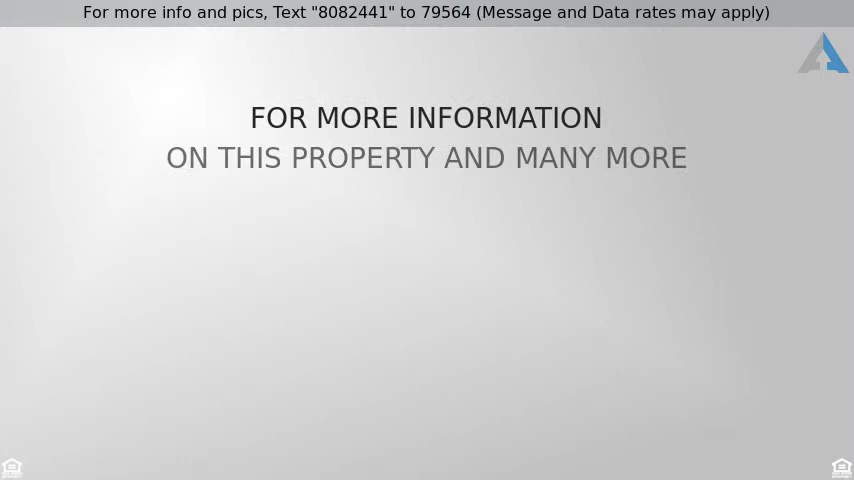 For more info and pics, Text "8082441" to 79564 (Message and Data rates may apply)
FOR MORE INFORMATION
ON THIS PROPERTY AND MANY MORE